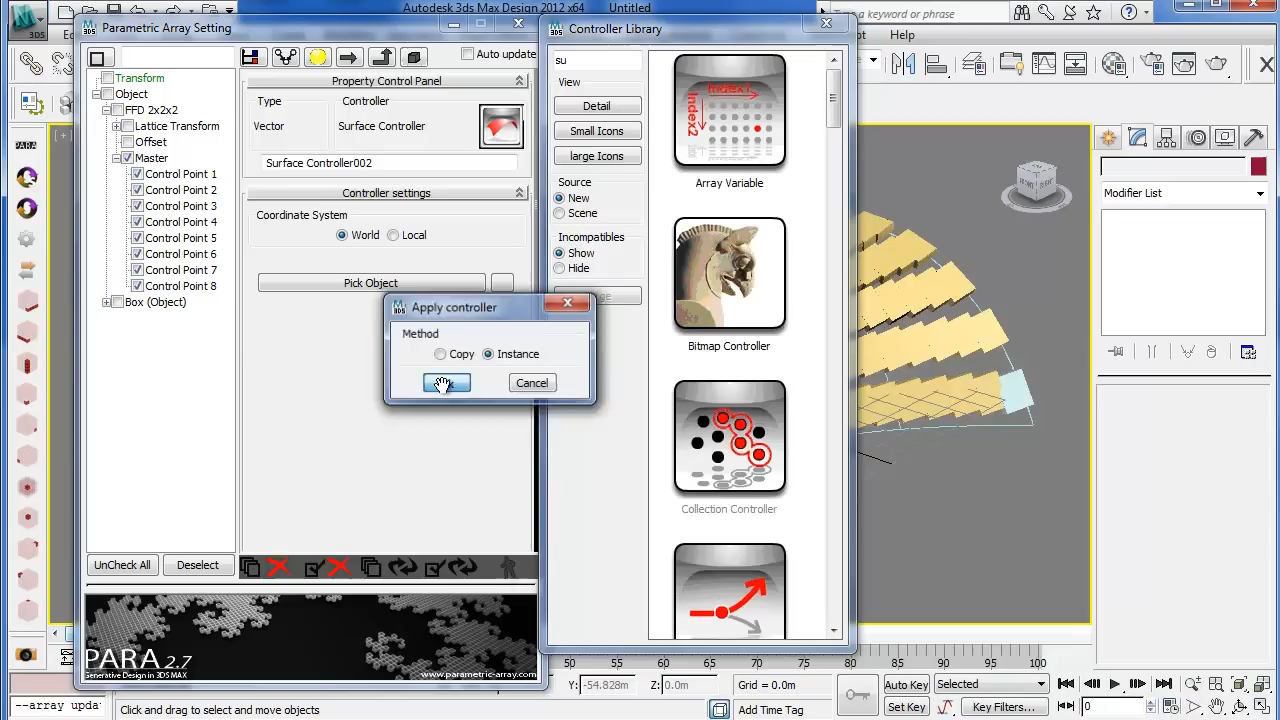 Autodesk 3ds Max Design 2012 x64 Untitled
a keyword or phrase
3DS
Help
Parametric Array Setting
Auto update
Transform
Object
FFD 2x2x2
Lattice Transform
Offset
Master
Control Point 1
Control Point 2
Control Point 3
Control Point 4
Control Point 5
Control Point 6
Control Point 7
Control Point 8
Box (Object)
UnCheck All
Deselect
Property Control Panel
Type
Controller
Vector
Surface Controller
Surface Controller002
Controller settings
Coordinate System
World
Local
Pick Object
Apply controller
Method
Copy
Instance
Cancel
PARA 2.7
Generative Design in 3DS MAX
www.parametric-array.com
Controller Library
su
View
Detail
Small Icons
large Icons
Source
New
Scene
Incompatibles
Show
Hide
Index1
Index2
Array Variable
Bitmap Controller
Collection Controller
PARA
Modifier List
50 55 60 65 70 75 80 85 90 95 100
Y: -54.828m
Z: 0.0m
Grid = 0.0m
Auto Key
Selected
Set Key
Key Filters...
0
--array upda
Click and drag to select and move objects
Add Time Tag